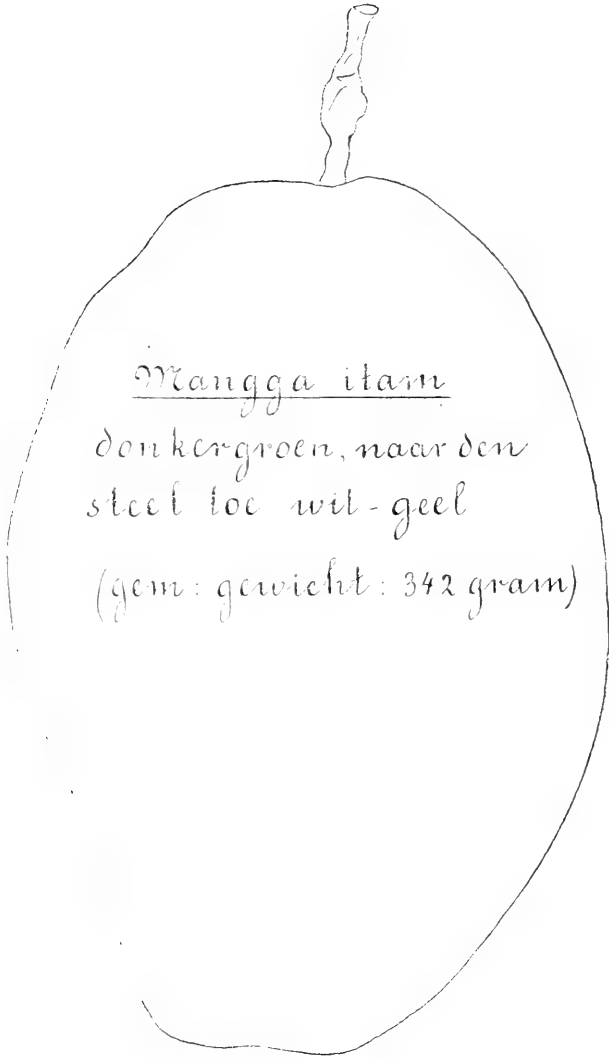 Mangga itam
donkergroen, naar den
steel toe wit-geel
(gem: gewicht: 342 gram)